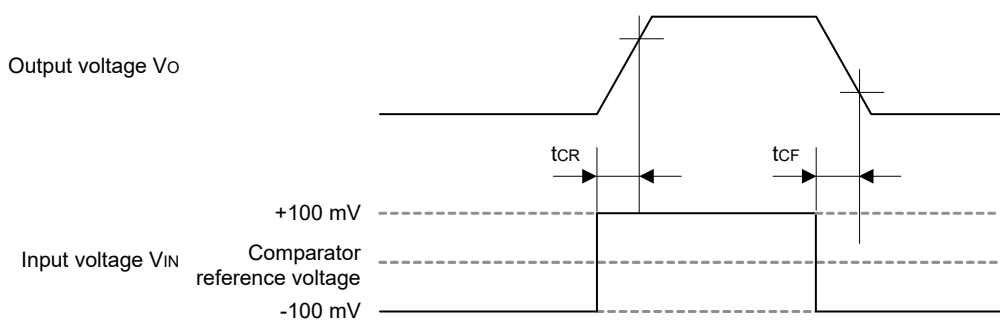 Output voltage VO
tCR
tCF
+100 mV
Input voltage VIN
Comparator
reference voltage
-100 mV